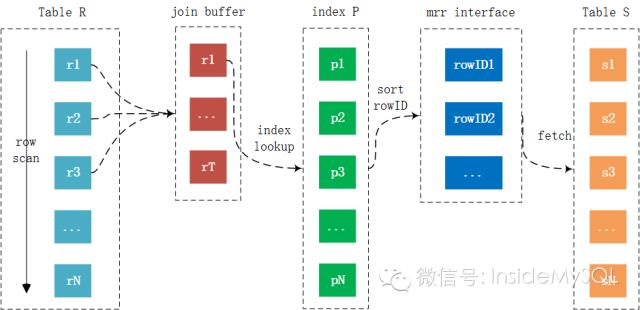 Table R
join buffer
index P
mrr interface
Table S
row scan
r1
r2
r3
...
rN
r1
...
rT
index lookup
p1
p2
p3
...
pN
sort rowID
rowID1
rowID2
...
fetch
s1
s2
s3
...
sN
微信号: InsideMySQL